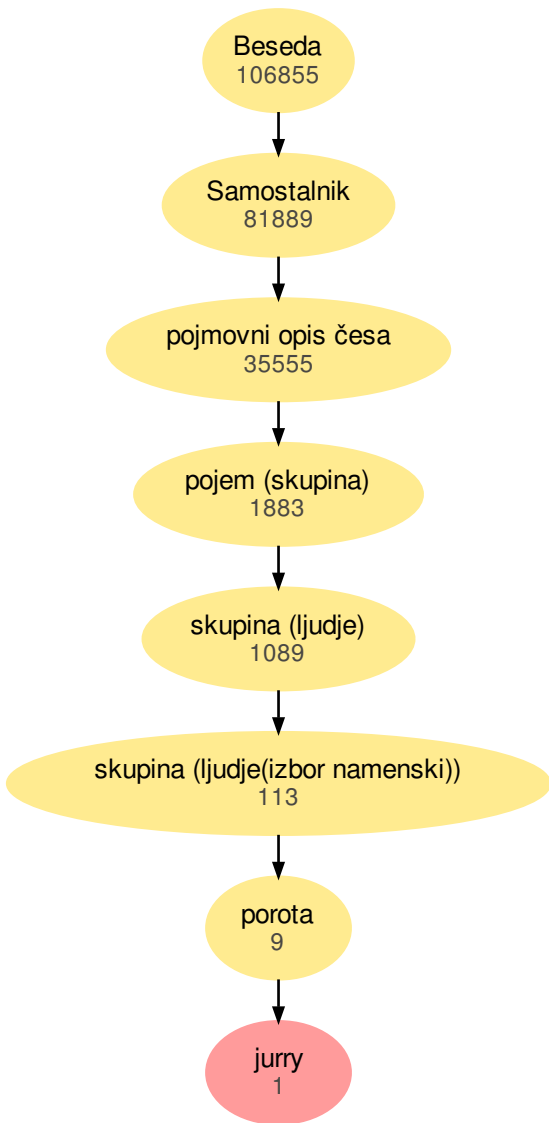 Beseda
106855
Samostalnik
81889
pojmovni opis česa
35555
pojem (skupina)
1883
skupina (ljudje)
1089
skupina (ljudje(izbor namenski))
113
porota
9
jurry
1